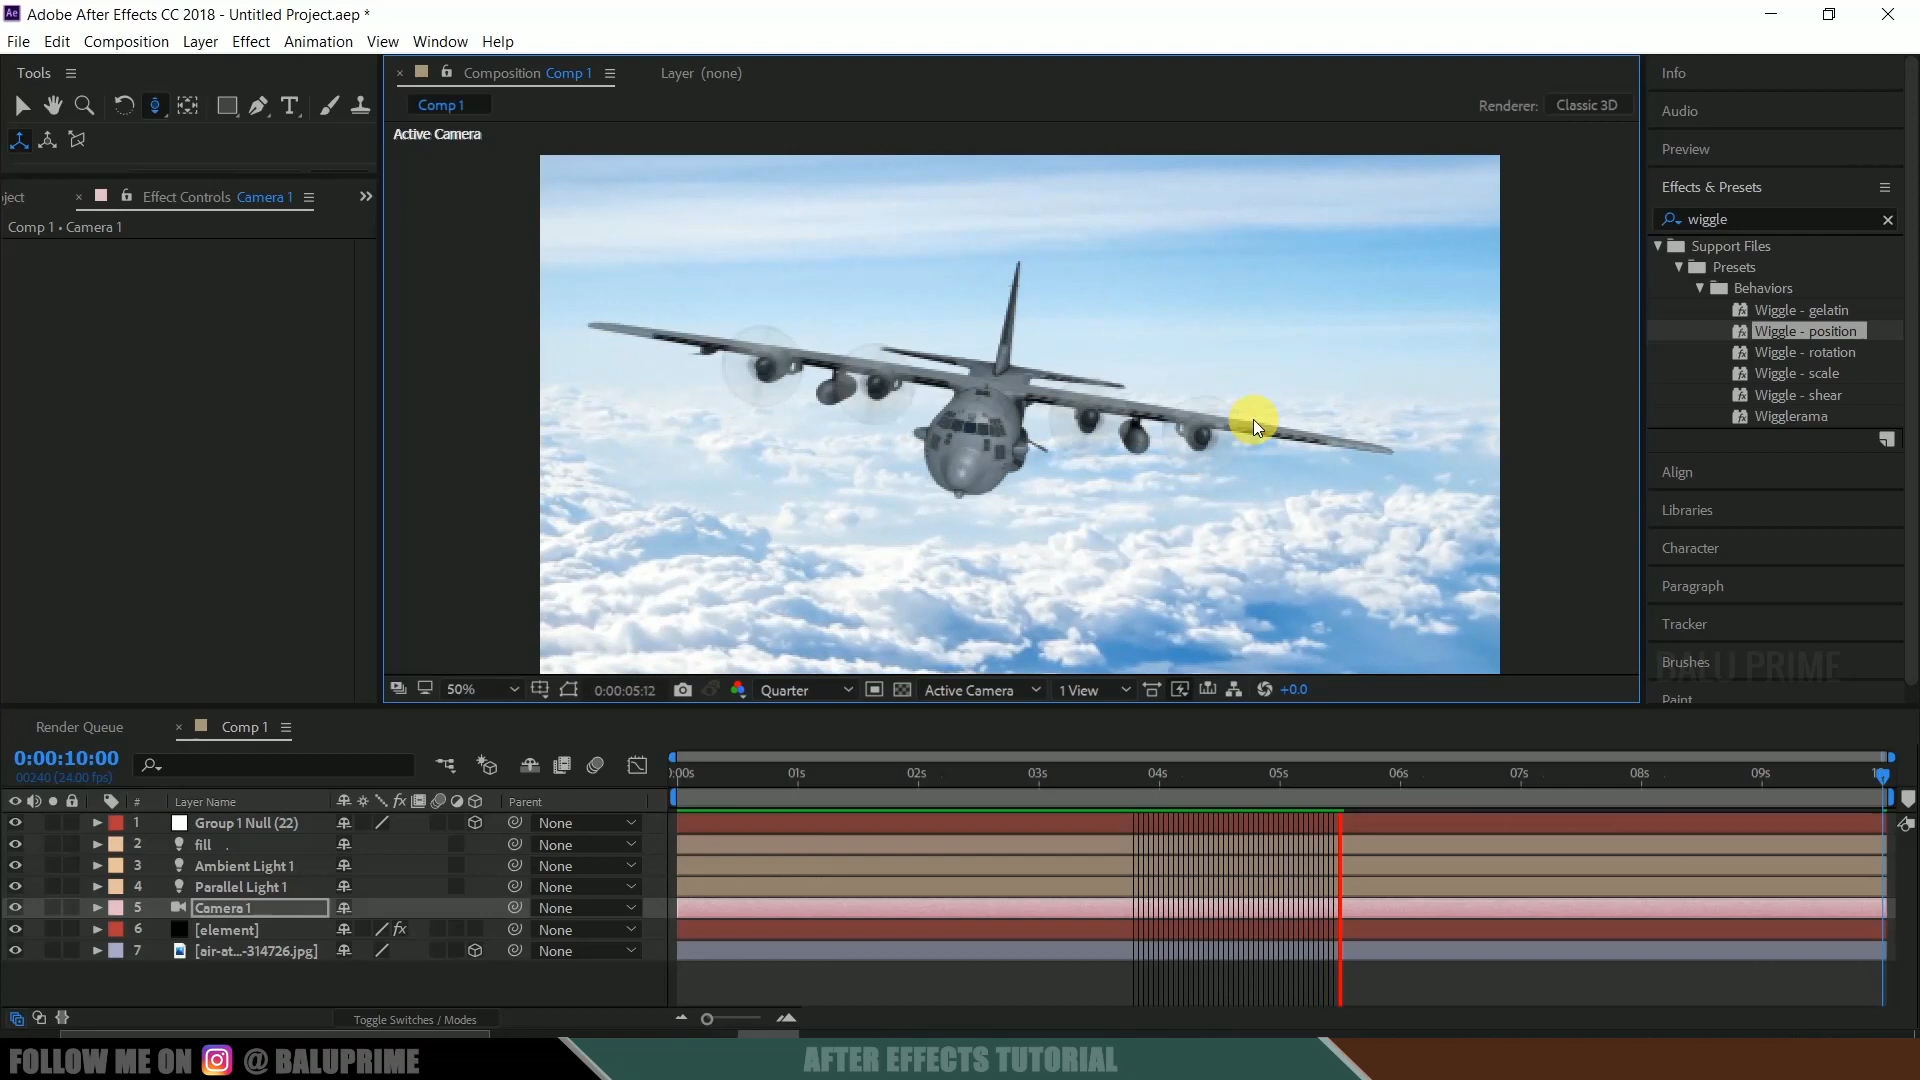 Adobe After Effects CC 2018 - Untitled Project.aep *
File Edit Composition Layer Effect Animation View Window Help
Tools
Composition Comp 1
Layer (none)
Info
Comp 1
Renderer: Classic 3D
Audio
Active Camera
Preview
ject
Effect Controls Camera 1
Effects & Presets
Comp 1 • Camera 1
wiggle
Support Files
Presets
Behaviors
Wiggle - gelatin
Wiggle - position
Wiggle - rotation
Wiggle - scale
Wiggle - shear
Wigglerama
Align
Libraries
Character
Paragraph
Tracker
Brushes
BALU PRIME
Paint
50%
0:00:05:12
Quarter
Active Camera
1 View
+0.0
Render Queue
Comp 1
0:00:10:00
00240 (24.00 fps)
0:00s 01s 02s 03s 04s 05s 06s 07s 08s 09s
# Layer Name fx Parent
1 Group 1 Null (22) None
2 fill . None
3 Ambient Light 1 None
4 Parallel Light 1 None
5 Camera 1 None
6 [element] fx None
7 [air-at...-314726.jpg] None
Toggle Switches / Modes
FOLLOW ME ON @ BALUPRIME
AFTER EFFECTS TUTORIAL